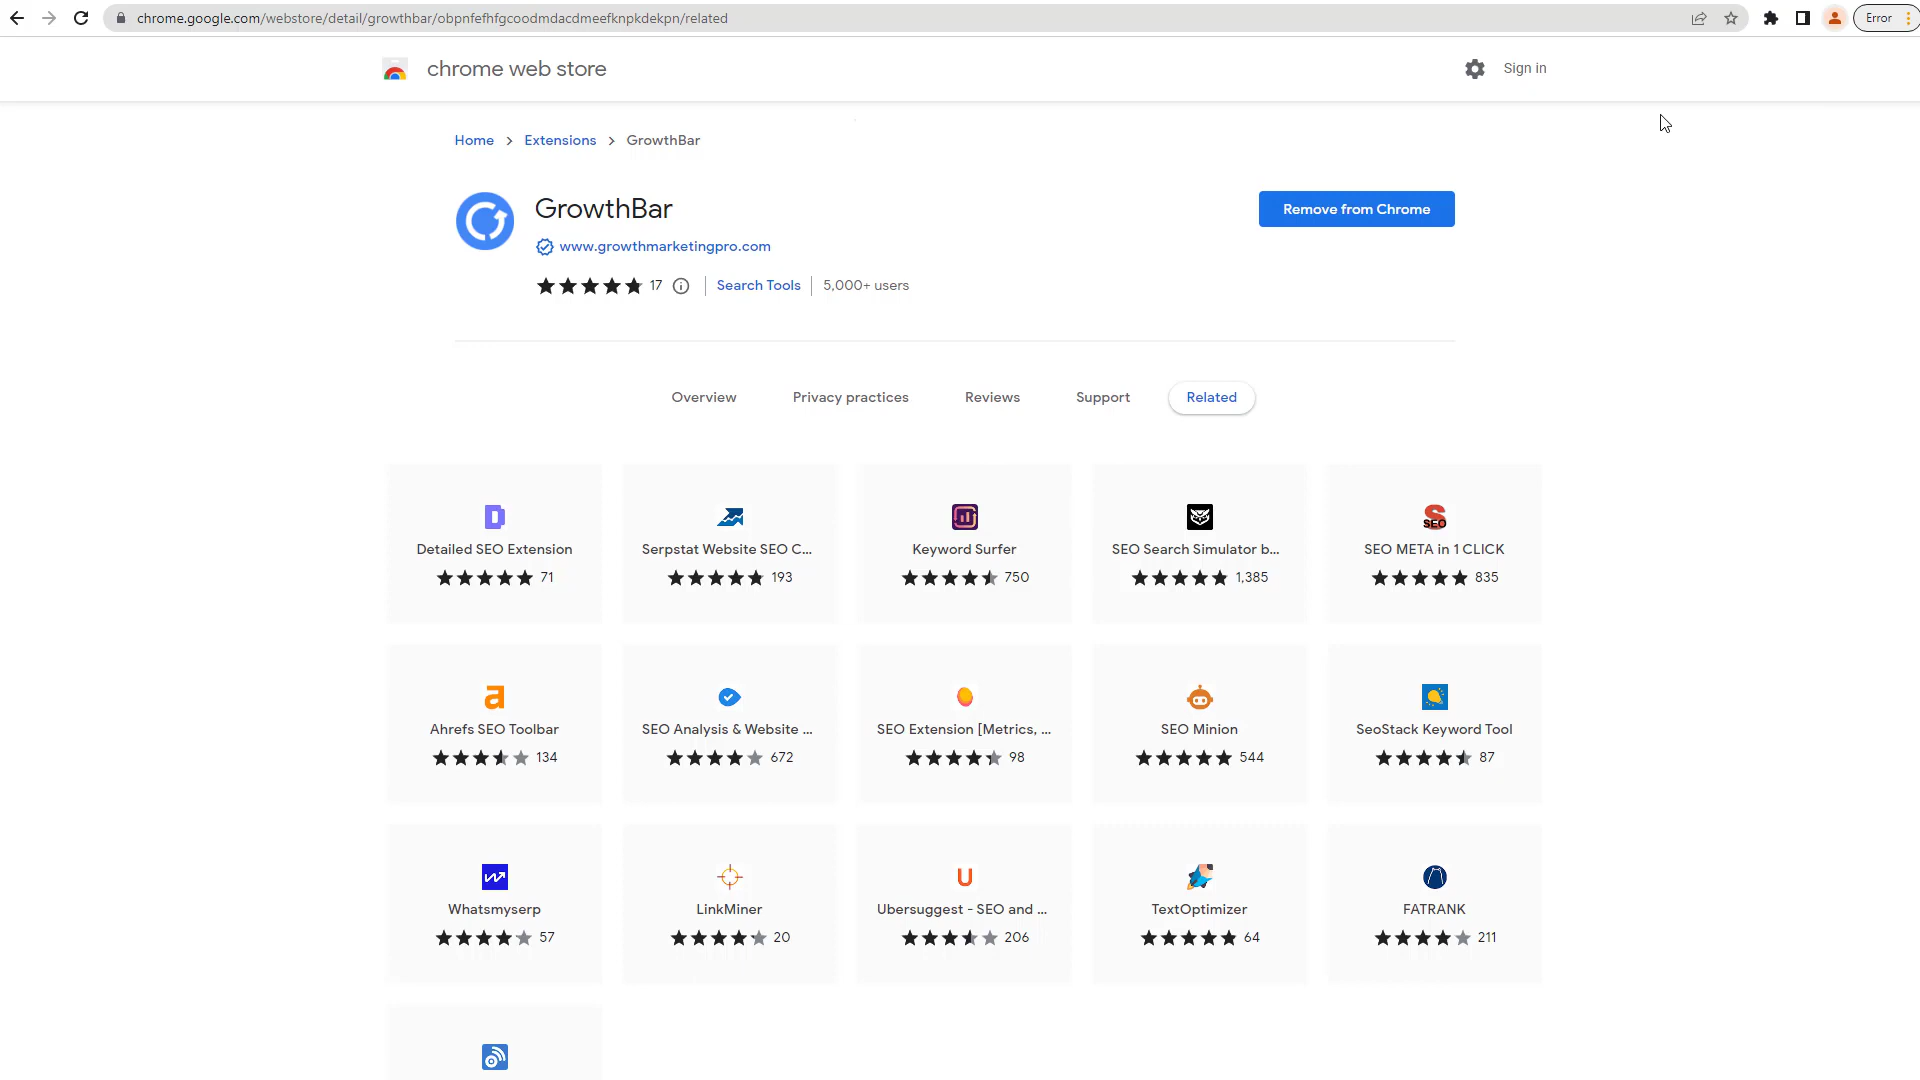 chrome.google.com/webstore/detail/growthbar/obpnfefhfgcoodmdacdmeefknpkdekpn/related
Error
chrome web store
Sign in
Home > Extensions > GrowthBar
GrowthBar
Remove from Chrome
www.growthmarketingpro.com
17 Search Tools 5,000+ users
Overview Privacy practices Reviews Support Related
SEO
Detailed SEO Extension Serpstat Website SEO C... Keyword Surfer SEO Search Simulator b... SEO META in 1 CLICK
71 193 750 1,385 835
Ahrefs SEO Toolbar SEO Analysis & Website ... SEO Extension [Metrics, ... SEO Minion SeoStack Keyword Tool
134 672 98 544 87
Whatsmyserp LinkMiner Ubersuggest - SEO and ... TextOptimizer FATRANK
57 20 206 64 211